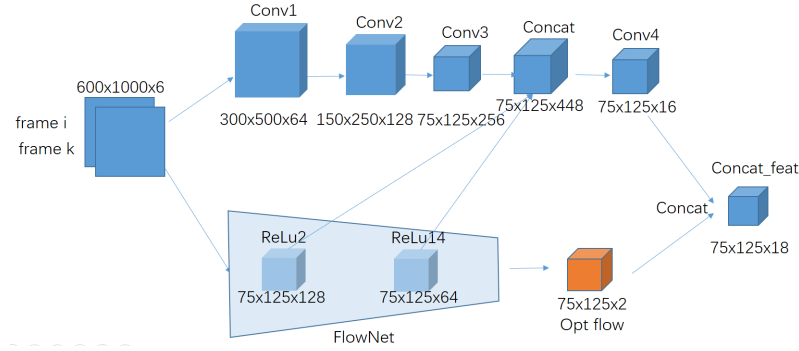 Conv1
Conv2
Conv3
Concat
Conv4
600x1000x6
frame i
frame k
300x500x64
150x250x128
75x125x256
75x125x448
75x125x16
Concat_feat
Concat
75x125x18
ReLu2
ReLu14
75x125x128
75x125x64
75x125x2
Opt flow
FlowNet